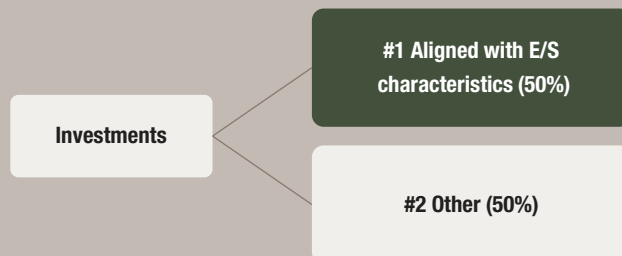 #1 Aligned with E/S
characteristics (50%)
Investments
#2 Other (50%)